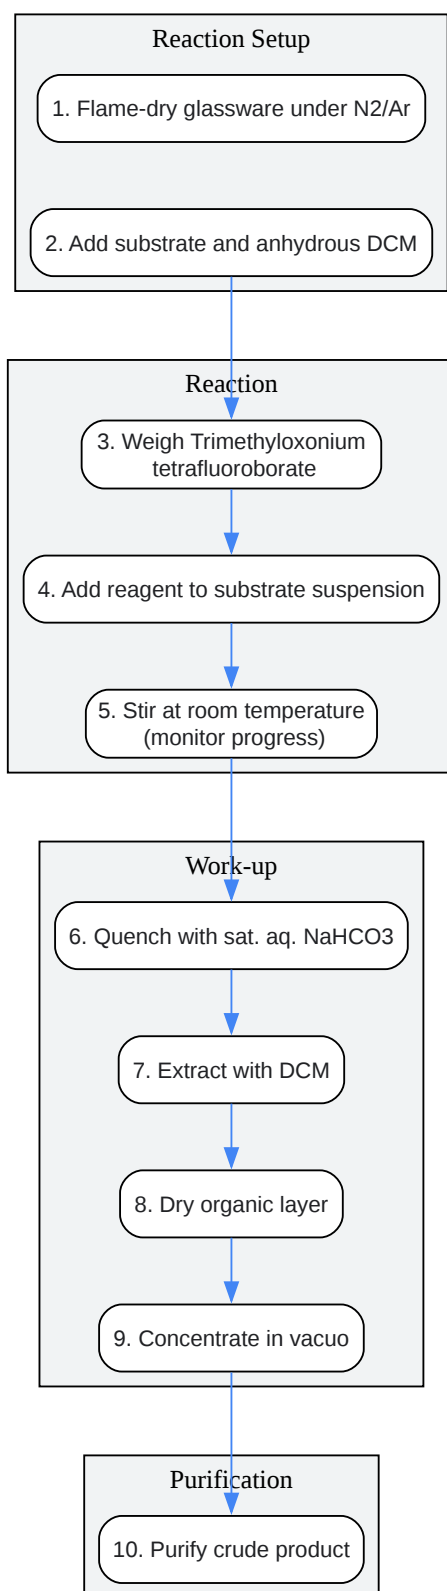 Reaction Setup
1. Flame-dry glassware under N2/Ar
2. Add substrate and anhydrous DCM
Reaction
3. Weigh Trimethyloxonium
tetrafluoroborate
4. Add reagent to substrate suspension
5. Stir at room temperature
(monitor progress)
Work-up
6. Quench with sat. aq. NaHCO3
7. Extract with DCM
8. Dry organic layer
9. Concentrate in vacuo
Purification
10. Purify crude product